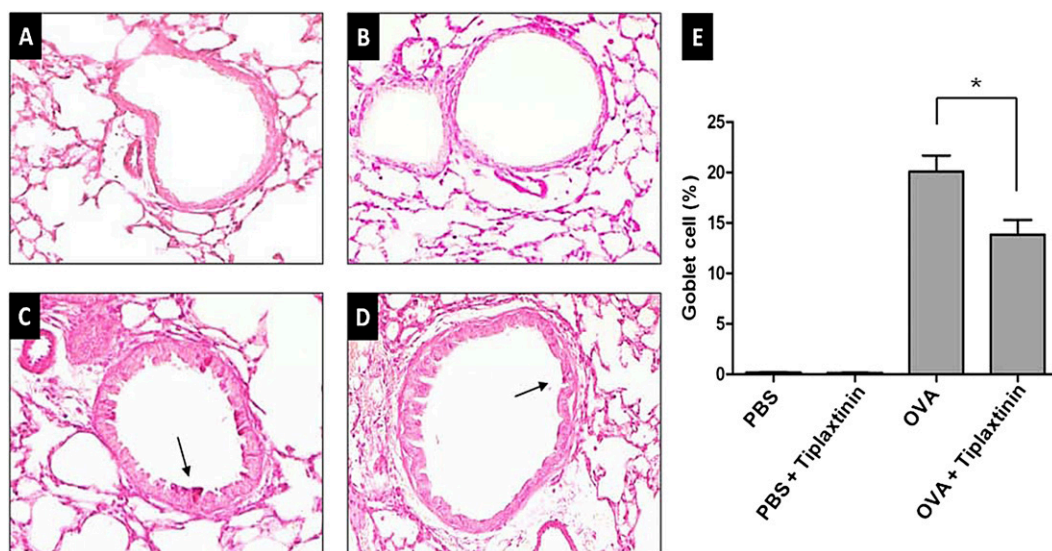 A
B
C
D
E
*
Goblet cell (%)
25
20
15
10
5
0
PBS
PBS + Tiplaxtinin
OVA
OVA + Tiplaxtinin